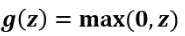 g(z) = max(0, z)